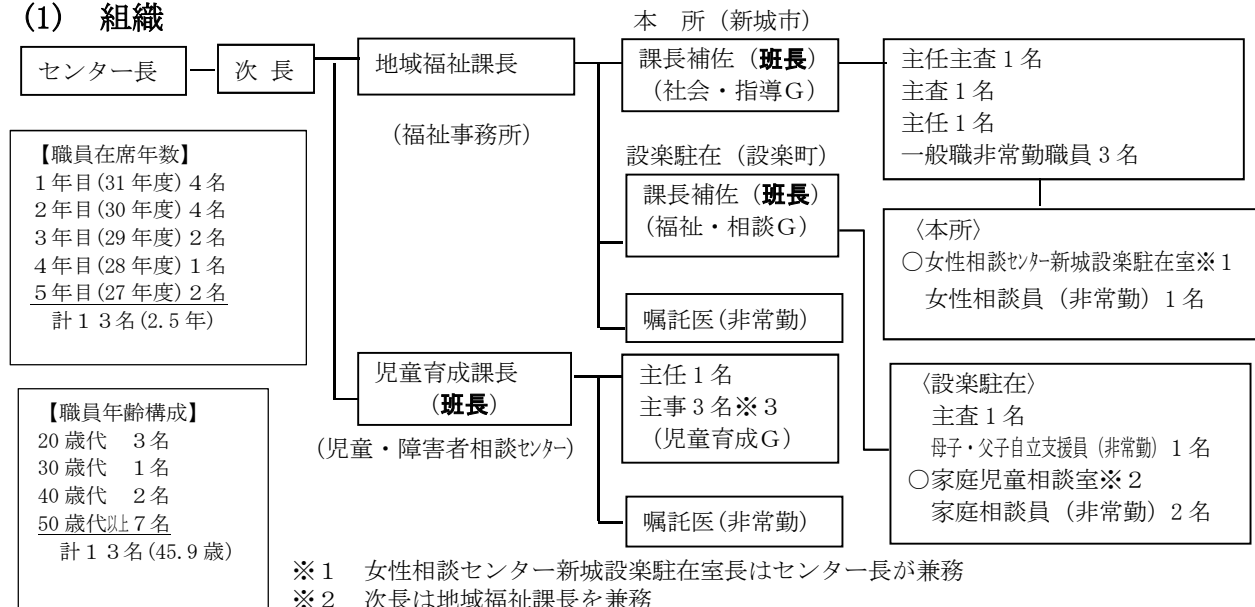 (1) 組織
センター長
次 長
【職員在席年数】
1年目(31年度)4名
2年目(30年度)4名
3年目(29年度)2名
4年目(28年度)1名
5年目(27年度)2名
計13名(2.5年)
【職員年齢構成】
20歳代 3名
30歳代 1名
40歳代 2名
50歳代以上7名
計13名(45.9歳)
地域福祉課長
(福祉事務所)
児童育成課長
(班長)
(児童・障害者相談センター)
本 所(新城市)
課長補佐(班長)
(社会・指導G)
設楽駐在(設楽町)
課長補佐(班長)
(福祉・相談G)
嘱託医(非常勤)
主任1名
主事3名※3
(児童育成G)
嘱託医(非常勤)
主任主査1名
主査1名
主任1名
一般職非常勤職員3名
〈本所〉
○女性相談センター新城設楽駐在室※1
女性相談員(非常勤)1名
〈設楽駐在〉
主査1名
母子・父子自立支援員(非常勤)1名
○家庭児童相談室※2
家庭相談員(非常勤)2名
※1 女性相談センター新城設楽駐在室長はセンター長が兼務
※2 次長は地域福祉課長を兼務